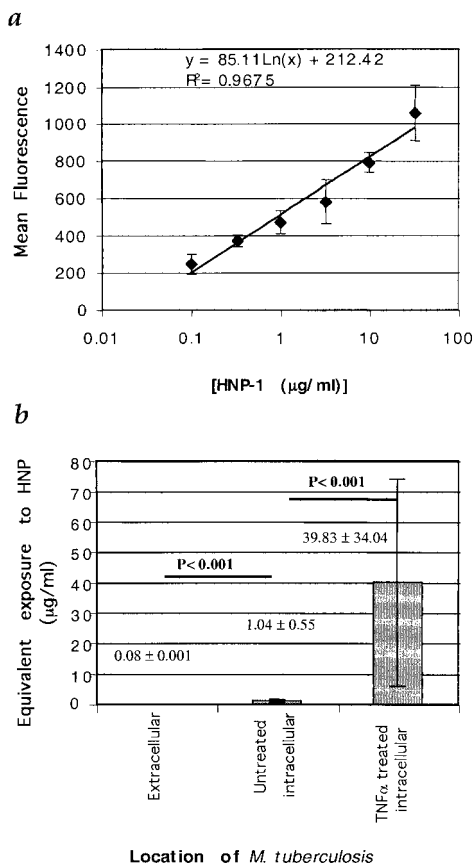 a
y = 85.11Ln(x) + 212.42
R²= 0.9675
1400
1200
1000
800
600
400
200
0
Mean Fluorescence
0.01 0.1 1 10 100
[HNP-1 (µg/ml)]
b
Equivalent exposure to HNP
(µg/ml)
80
70
60
50
40
30
20
10
0
P< 0.001
39.83 ± 34.04
P< 0.001
1.04 ± 0.55
0.08 ± 0.001
Extracellular
Untreated
intracellular
TNFα treated
intracellular
Location of M. tuberculosis